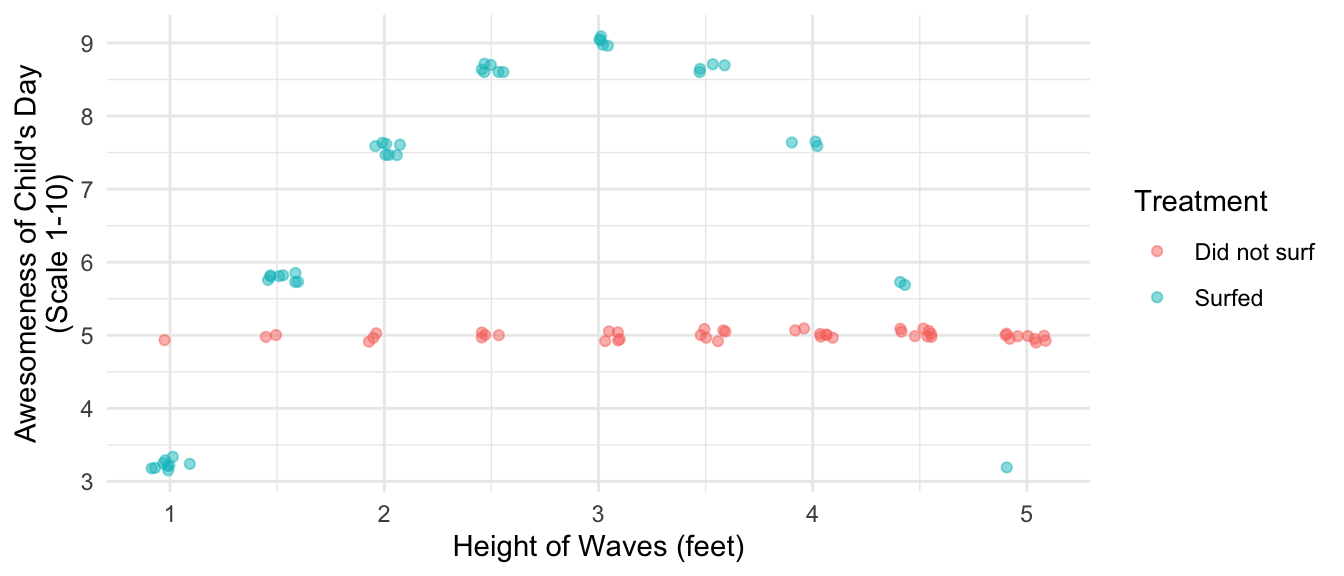 Awesomeness of Child's Day
(Scale 1-10)
9
8
7
6
5
4
3
1 2 3 4 5
Height of Waves (feet)
Treatment
Did not surf
Surfed